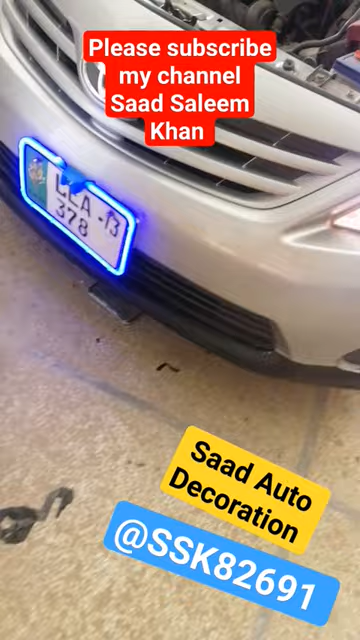 Please subscribe
my channel
Saad Saleem
Khan
LEA-13
378
Saad Auto
Decoration
@SSK82691